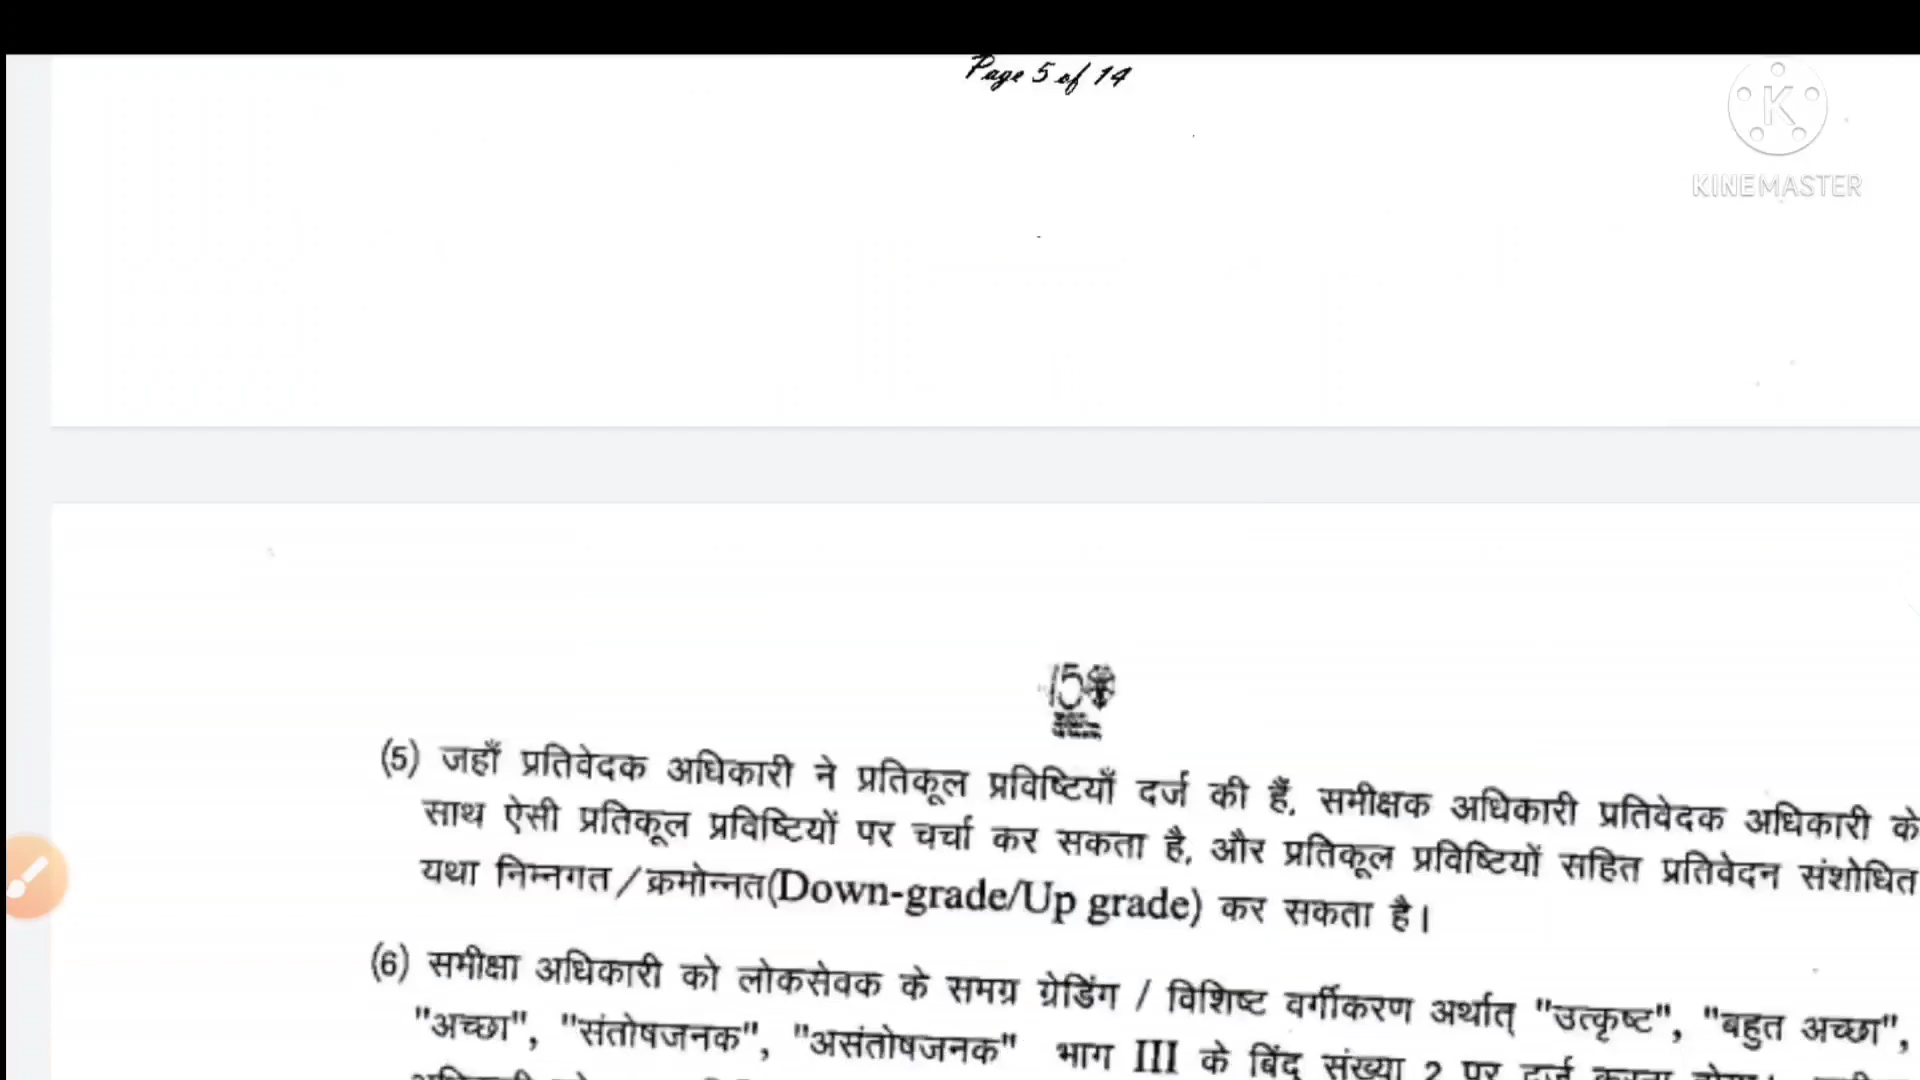 Page 5 of 14
KINEMASTER
(5) जहाँ प्रतिवेदक अधिकारी ने प्रतिकूल प्रविष्टियाँ दर्ज की हैं, समीक्षक अधिकारी प्रतिवेदक अधिकारी के
साथ ऐसी प्रतिकूल प्रविष्टियों पर चर्चा कर सकता है, और प्रतिकूल प्रविष्टियों सहित प्रतिवेदन संशोधित
यथा निम्नगत/क्रमोन्नत(Down-grade/Up grade) कर सकता है।
(6) समीक्षा अधिकारी को लोकसेवक के समग्र ग्रेडिंग / विशिष्ट वर्गीकरण अर्थात् "उत्कृष्ट", "बहुत अच्छा",
"अच्छा", "संतोषजनक", "असंतोषजनक" भाग III के बिंदु संख्या 2 पर दर्ज करना